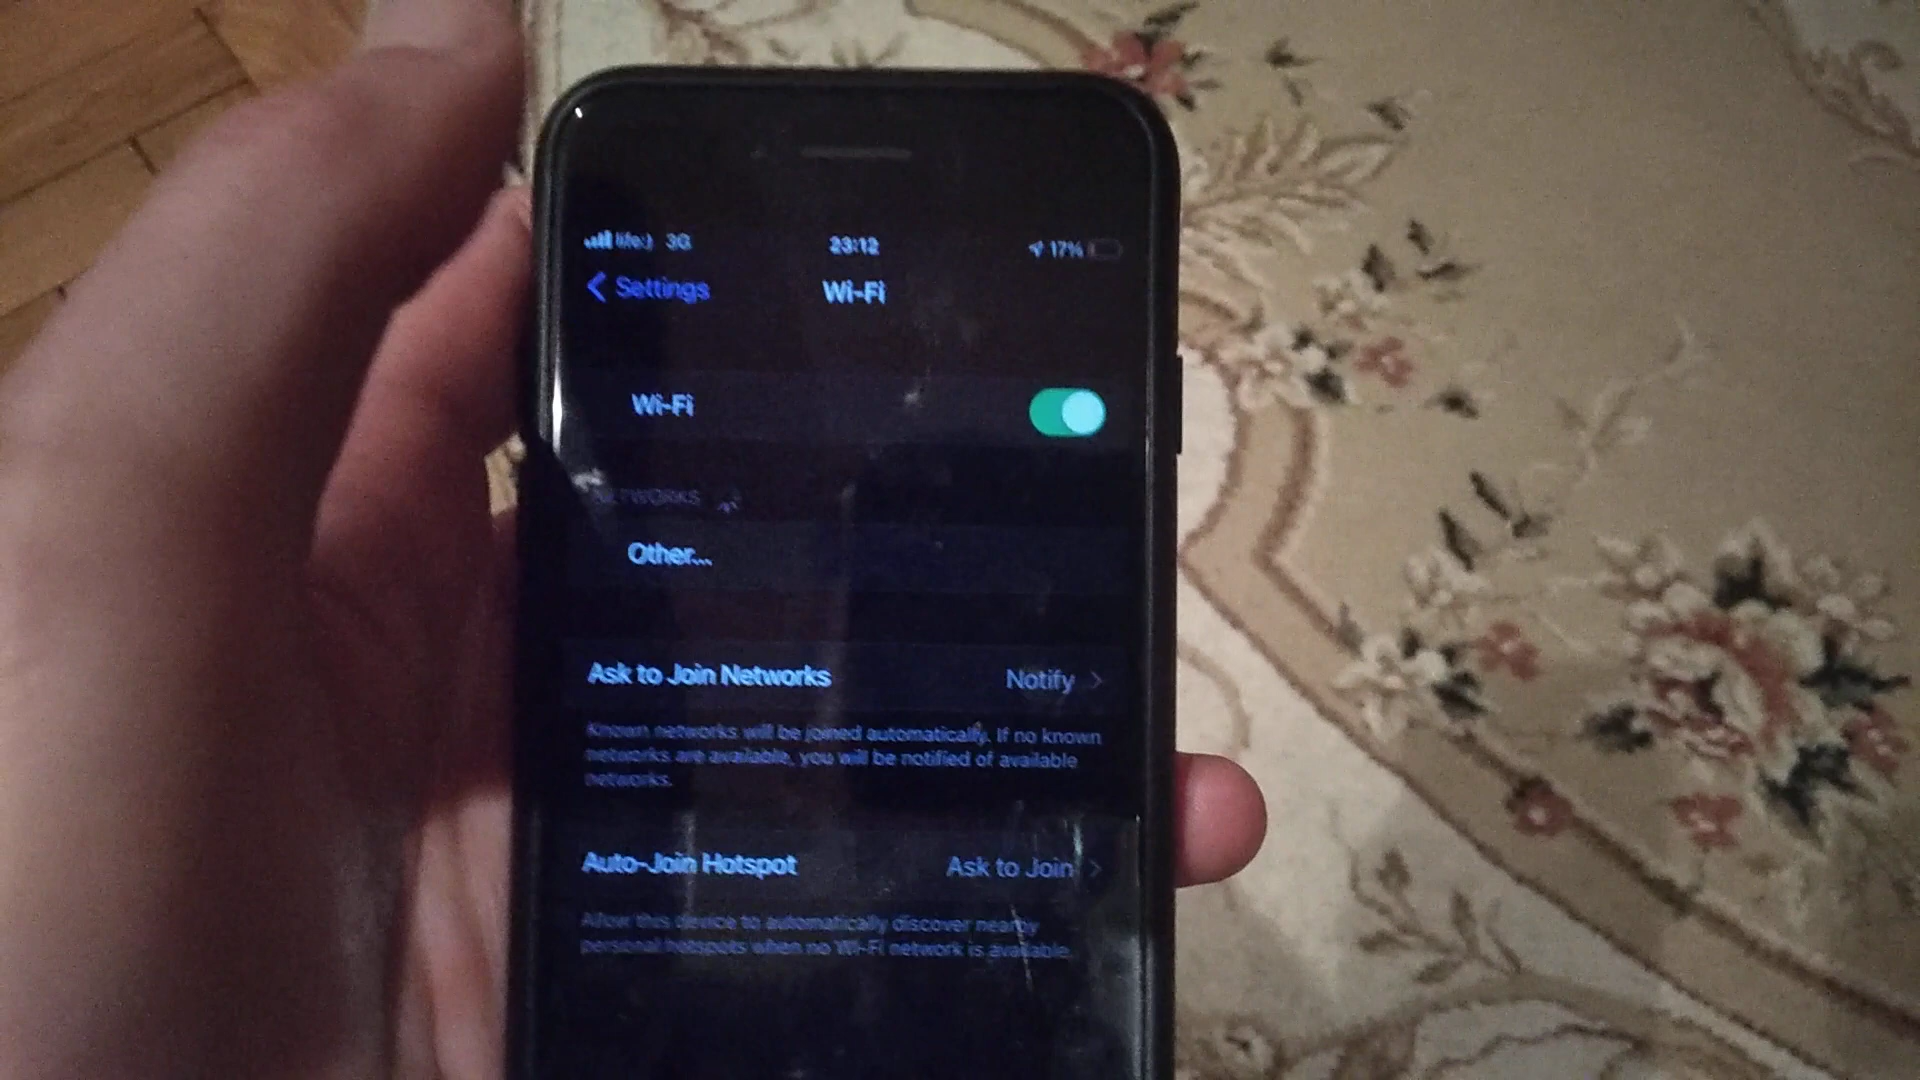 life:) 3G 23:12 17%
Settings Wi-Fi
Wi-Fi
NETWORKS
Other...
Ask to Join Networks Notify
Known networks will be joined automatically. If no known
networks are available, you will be notified of available
networks.
Auto-Join Hotspot Ask to Join
Allow this device to automatically discover nearby
personal hotspots when no Wi-Fi network is available.